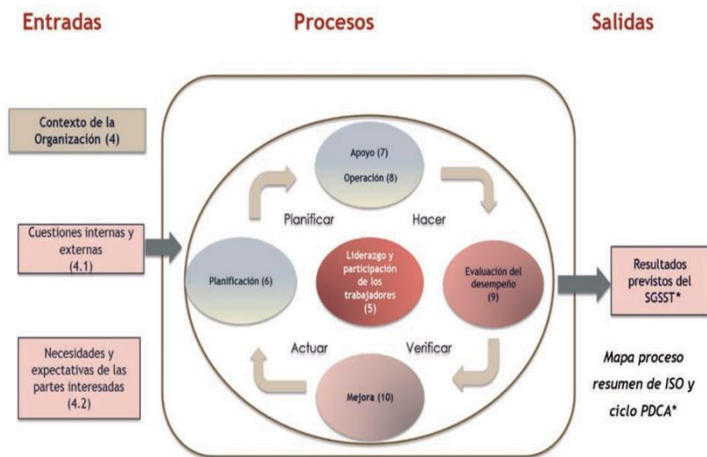 Entradas
Procesos
Salidas
Contexto de la
Organización (4)
Apoyo (7)
Operación (8)
Planificar
Hacer
Cuestiones internas y
externas
(4.1)
Planificación (6)
Liderazgo y
participación
de los
trabajadores
(5)
Evaluación del
desempeño
(9)
Resultados
previstos del
SGSST*
Actuar
Verificar
Necesidades y
expectativas de las
partes interesadas
(4.2)
Mejora (10)
Mapa proceso
resumen de ISO y
ciclo PDCA*